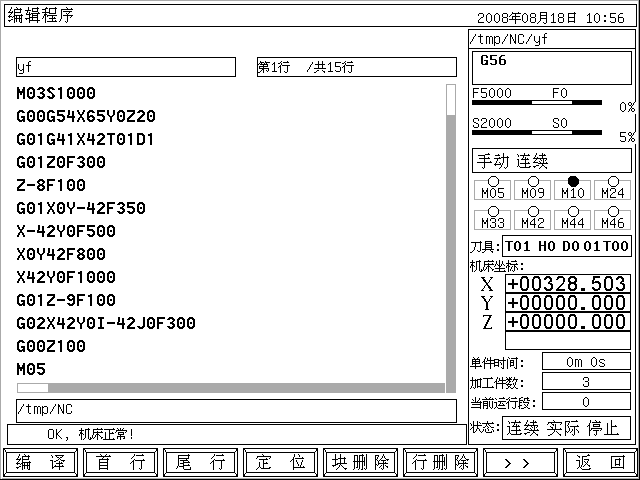 编辑程序
2008年08月18日 10:56
/tmp/NC/yf
yf
第1行 /共15行
G56
M03S1000
G00G54X65Y0Z20
G01G41X42T01D1
G01Z0F300
Z-8F100
G01X0Y-42F350
X-42Y0F500
X0Y42F800
X42Y0F1000
G01Z-9F100
G02X42Y0I-42J0F300
G00Z100
M05
/tmp/NC
OK, 机床正常!
F5000 F0
0%
S2000 S0
5%
手动 连续
M05 M09 M10 M24
M33 M42 M44 M46
刀具: T01 H0 D0 01T00
机床坐标:
X +00328.503
Y +00000.000
Z +00000.000
单件时间: 0m 0s
加工件数: 3
当前运行段: 0
状态: 连续 实际 停止
编 译 首 行 尾 行 定 位 块删除 行删除 >> 返 回